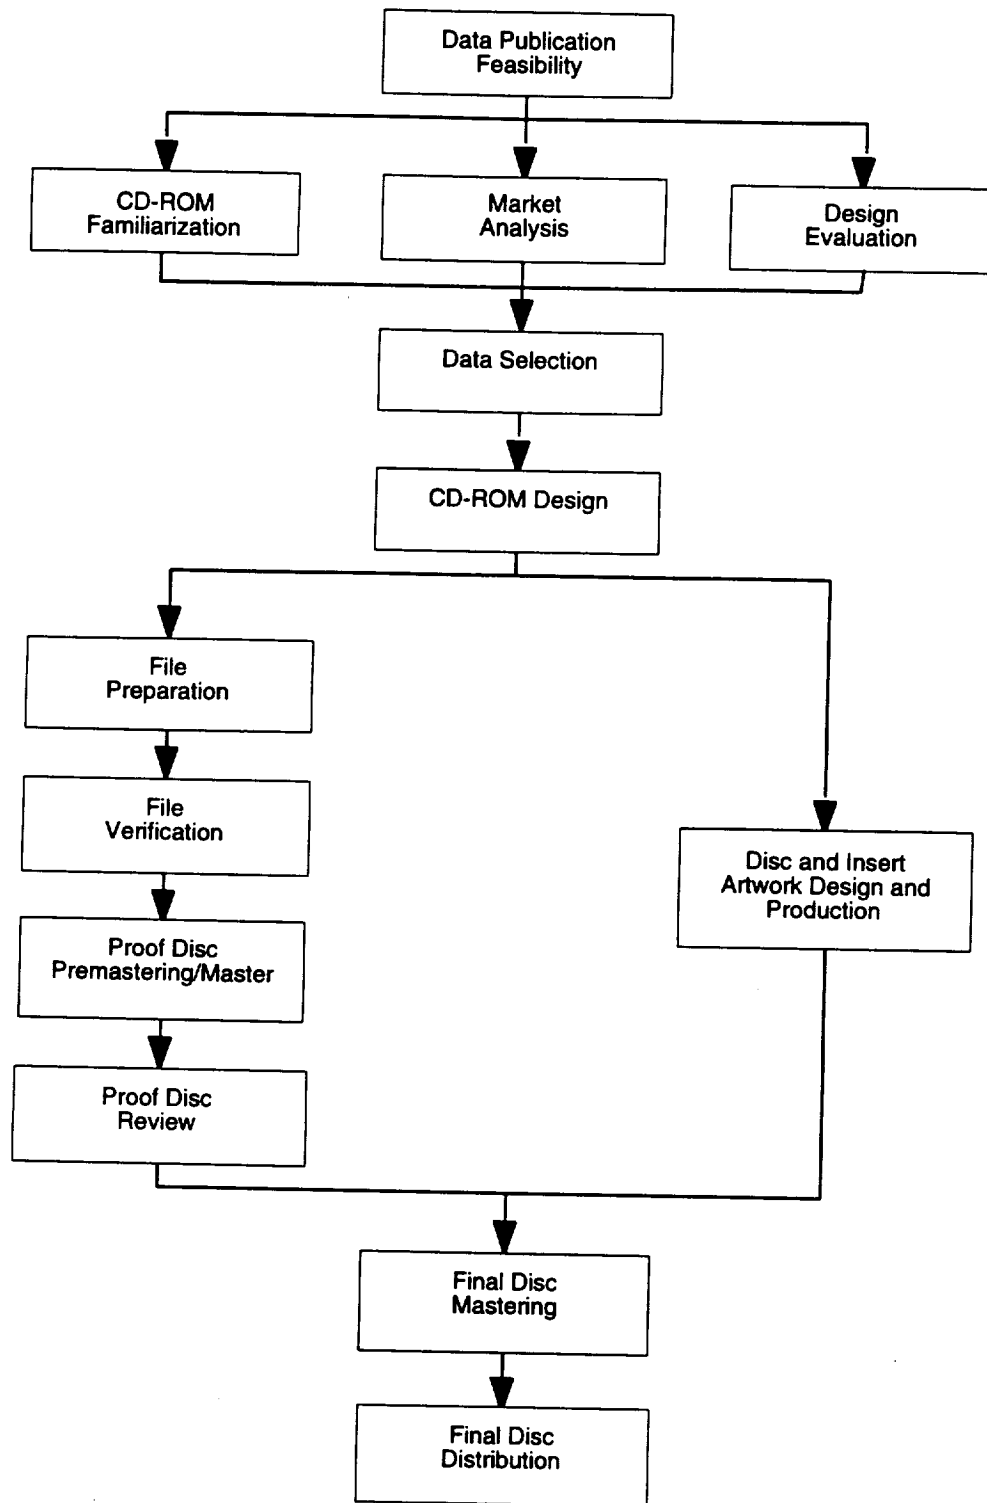 Data Publication
Feasibility
CD-ROM
Familiarization
Market
Analysis
Design
Evaluation
Data Selection
CD-ROM Design
File
Preparation
File
Verification
Disc and Insert
Artwork Design and
Production
Proof Disc
Premastering/Master
Proof Disc
Review
Final Disc
Mastering
Final Disc
Distribution